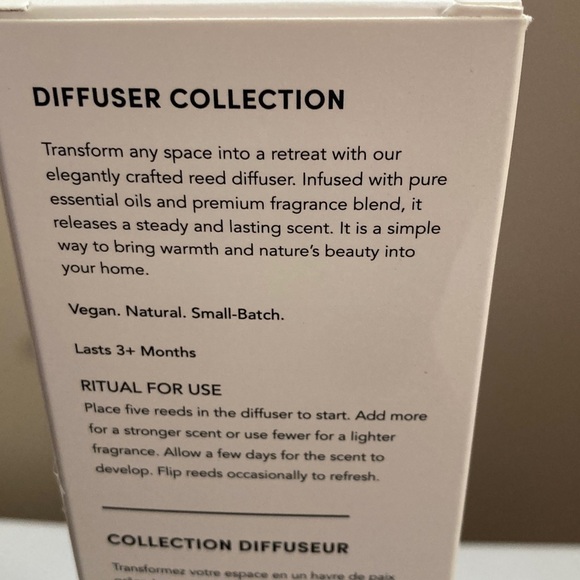 DIFFUSER COLLECTION
Transform any space into a retreat with our
elegantly crafted reed diffuser. Infused with pure
essential oils and premium fragrance blend, it
releases a steady and lasting scent. It is a simple
way to bring warmth and nature's beauty into
your home.
Vegan. Natural. Small-Batch.
Lasts 3+ Months
RITUAL FOR USE
Place five reeds in the diffuser to start. Add more
for a stronger scent or use fewer for a lighter
fragrance. Allow a few days for the scent to
develop. Flip reeds occasionally to refresh.
COLLECTION DIFFUSEUR
Transformez votre espace en un havre de paix